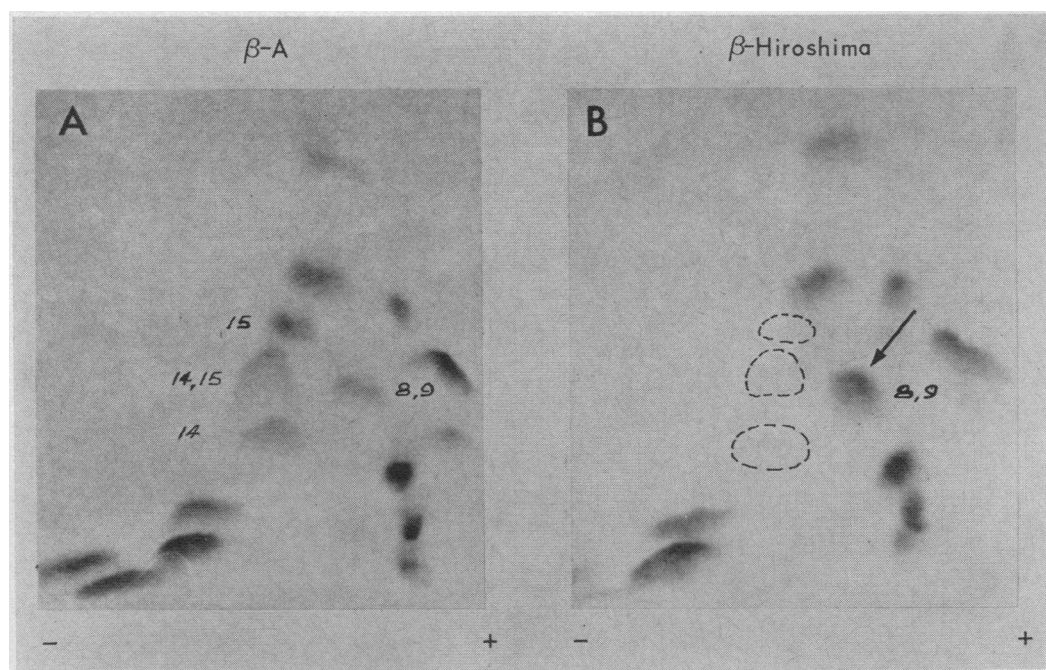 β-A
β-Hiroshima
A
B
15
14,15
14
8,9
8,9
- +
- +